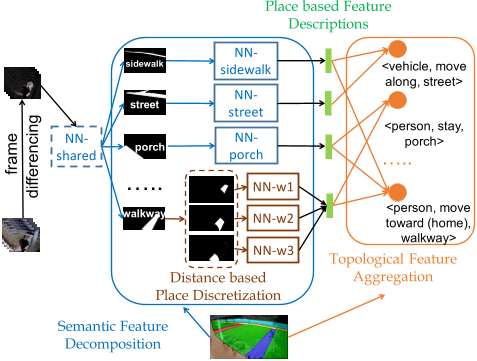 Place based Feature
Descriptions
frame
differencing
NN-
shared
sidewalk
NN-
sidewalk
street
NN-
street
porch
NN-
porch
.....
walkway
NN-w1
NN-w2
NN-w3
Distance based
Place Discretization
<vehicle, move
along, street>
<person, stay,
porch>
.....
<person, move
toward (home),
walkway>
Topological Feature
Aggregation
Semantic Feature
Decomposition